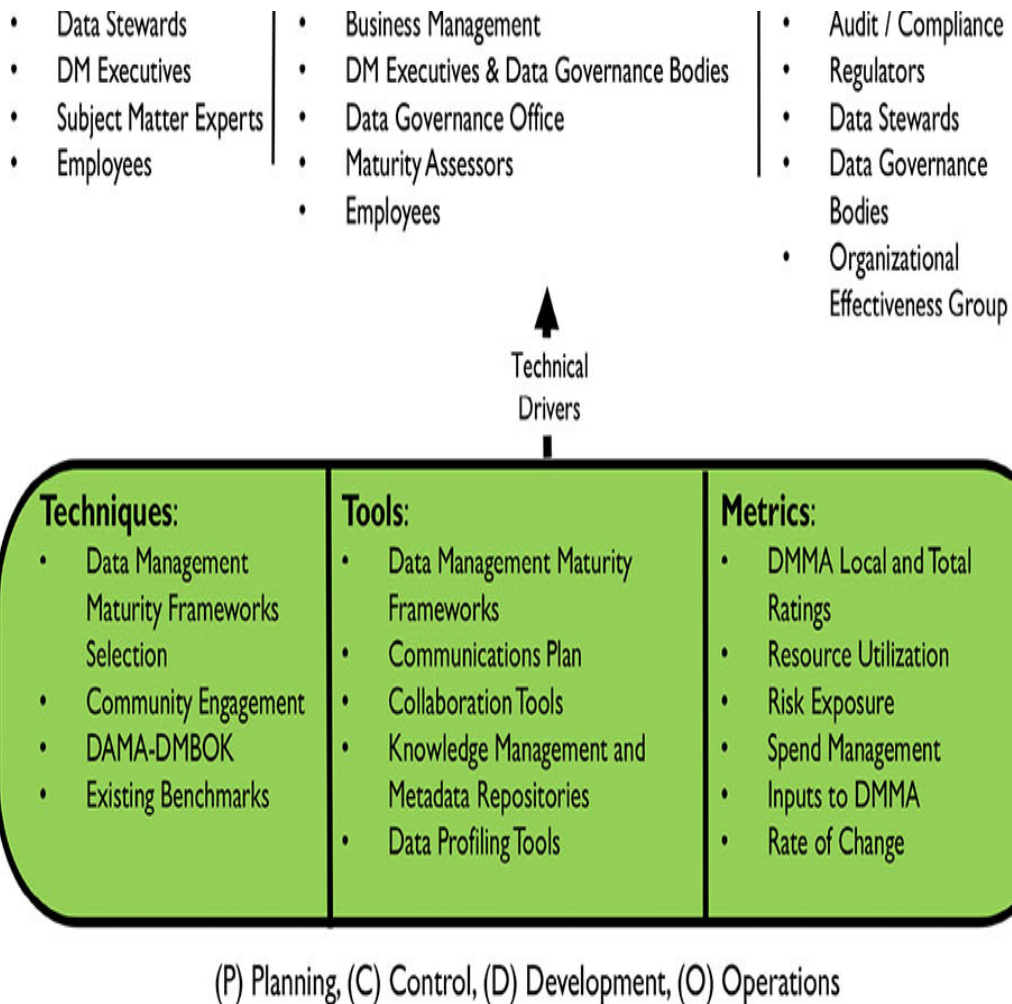 • Data Stewards
• DM Executives
• Subject Matter Experts
• Employees
• Business Management
• DM Executives & Data Governance Bodies
• Data Governance Office
• Maturity Assessors
• Employees
• Audit / Compliance
• Regulators
• Data Stewards
• Data Governance
Bodies
• Organizational
Effectiveness Group
Technical
Drivers
Techniques:
• Data Management
Maturity Frameworks
Selection
• Community Engagement
• DAMA-DMBOK
• Existing Benchmarks
Tools:
• Data Management Maturity
Frameworks
• Communications Plan
• Collaboration Tools
• Knowledge Management and
Metadata Repositories
• Data Profiling Tools
Metrics:
• DMMA Local and Total
Ratings
• Resource Utilization
• Risk Exposure
• Spend Management
• Inputs to DMMA
• Rate of Change
(P) Planning, (C) Control, (D) Development, (O) Operations